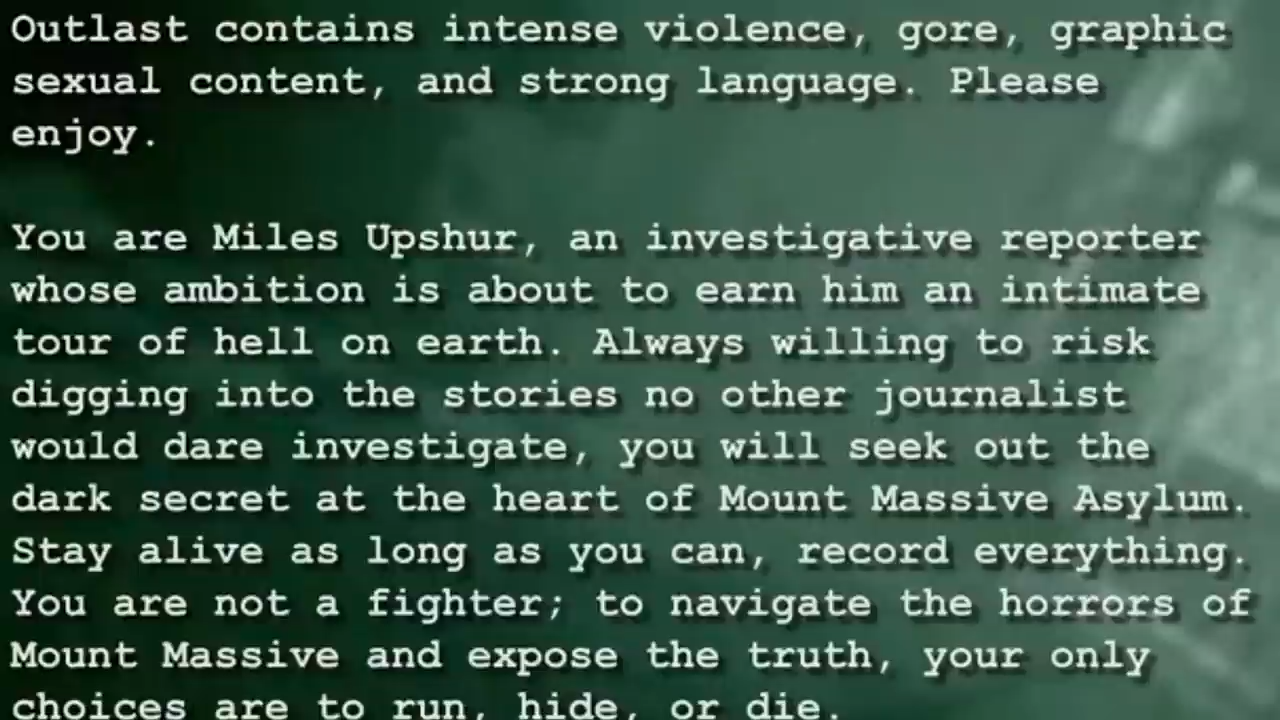 Outlast contains intense violence, gore, graphic
sexual content, and strong language. Please
enjoy.
You are Miles Upshur, an investigative reporter
whose ambition is about to earn him an intimate
tour of hell on earth. Always willing to risk
digging into the stories no other journalist
would dare investigate, you will seek out the
dark secret at the heart of Mount Massive Asylum.
Stay alive as long as you can, record everything.
You are not a fighter; to navigate the horrors of
Mount Massive and expose the truth, your only
choices are to run, hide, or die.